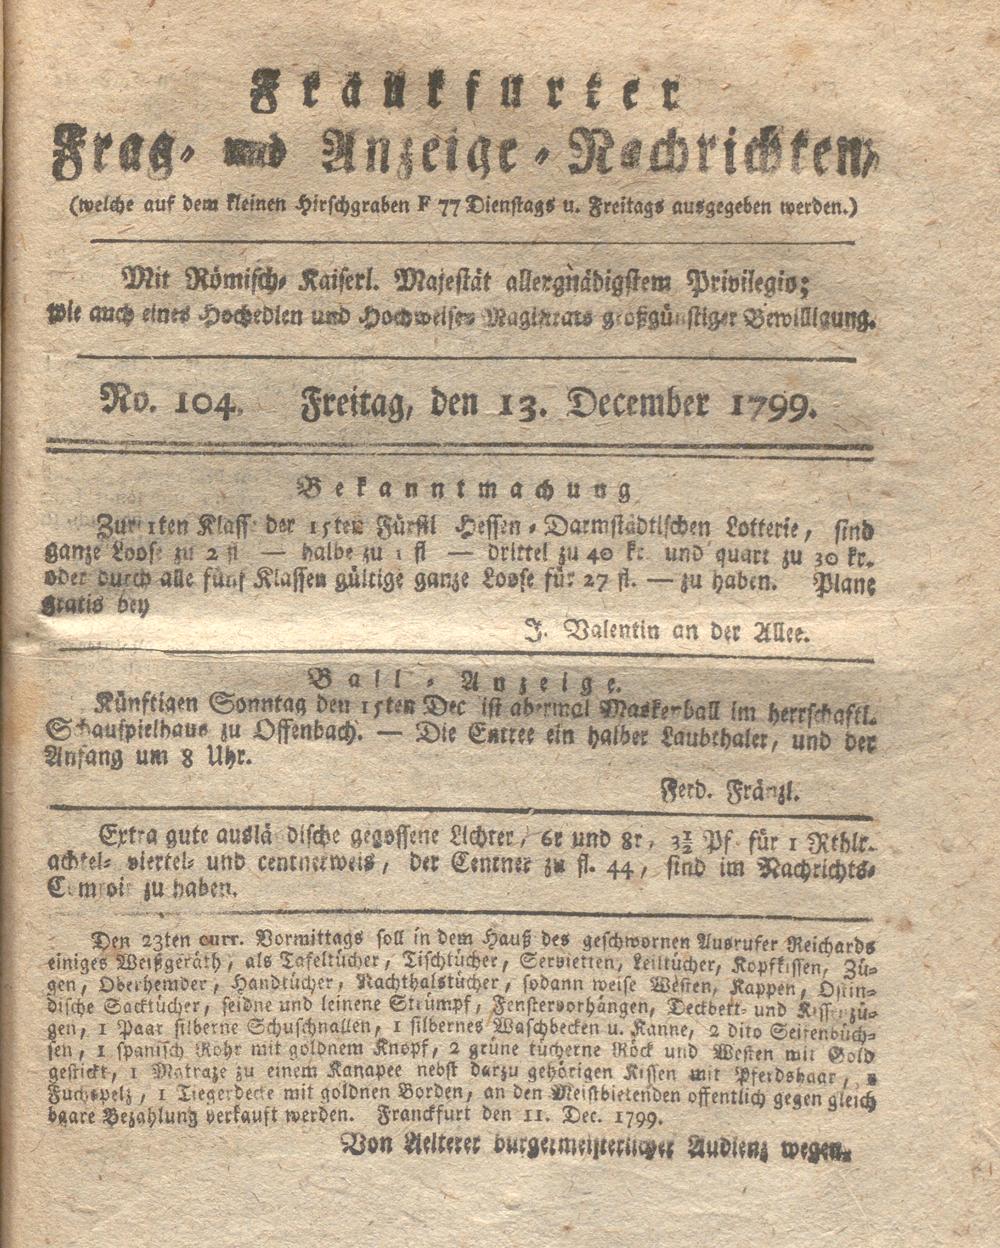 Frankfurter
Frag- und Anzeige-Nachrichten,
(welche auf dem kleinen Hirschgraben F 77 Dienstags u. Freitags ausgegeben werden.)
Mit Römisch- Kaiserl. Majestät allergnädigstem Privilegio;
wie auch eines Hochedlen und Hochweisen Magistrats großgünstiger Bewilligung.
No. 104. Freitag, den 13. December 1799.
Bekanntmachung
Zur 1ten Klass der 15ten Fürstl Hessen-Darmstädtischen Lotterie, sind
ganze Loose zu 2 fl — halbe zu 1 fl — drittel zu 40 kr. und quart zu 30 kr.
oder durch alle fünf Klassen gültige ganze Loose für 27 fl. — zu haben. Plane
gratis bey
J. Valentin an der Allee.
Ball-Anzeige.
Künftigen Sonntag den 15ten Dec ist abermal Maskenball im herrschaftl.
Schauspielhaus zu Offenbach. — Die Entree ein halber Laubthaler, und der
Anfang um 8 Uhr.
Ferd. Fränzl.
Extra gute ausländische gegossene Lichter, 6r und 8r, 3½ Pf für 1 Rthlr.
achtel- viertel- und centnerweis, der Centner zu fl. 44, sind im Nachrichts-
Comtoir zu haben.
Den 23ten curr. Vormittags soll in dem Hauß des geschwornen Ausrufer Reichards
einiges Weißgeräth, als Tafeltücher, Tischtücher, Servietten, Leiltücher, Kopfkissen, Zü-
gen, Oberhemder, Handtücher, Nachthalstücher, sodann weise Westen, Kappen, Ostin-
dische Sacktücher, seidne und leinene Strümpf, Fenstervorhängen, Deckbett- und Kissenzü-
gen, 1 Paar silberne Schuschnallen, 1 silbernes Waschbecken u. Kanne, 2 dito Seifenbüch-
sen, 1 spanisch Rohr mit goldnem Knopf, 2 grüne tücherne Röck und Westen mit Gold
gestickt, 1 Matraze zu einem Kanapee nebst darzu gehörigen Kissen mit Pferdshaar, 1
Fuchspelz, 1 Tiegerdecke mit goldnen Borden, an den Meistbietenden offentlich gegen gleich
baare Bezahlung verkauft werden. Franckfurt den 11. Dec. 1799.
Von Aelterer burgermeisterlicher Audienz wegen.